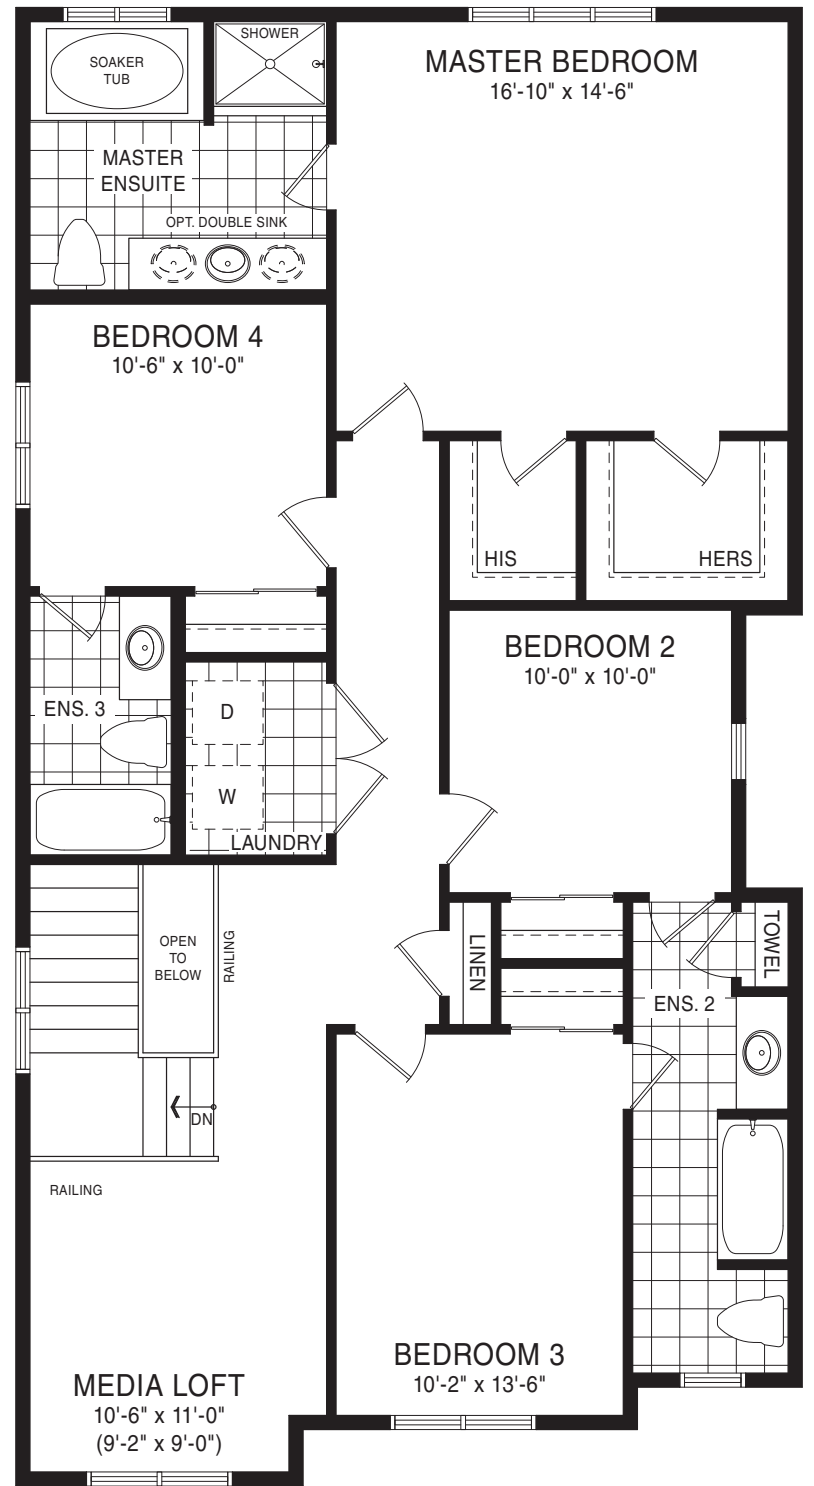 SHOWER
SOAKER
TUB
MASTER BEDROOM
16'-10" x 14'-6"
MASTER
ENSUITE
OPT. DOUBLE SINK
BEDROOM 4
10'-6" x 10'-0"
HIS
HERS
BEDROOM 2
10'-0" x 10'-0"
ENS. 3
D
W
LAUNDRY
OPEN
TO
BELOW
RAILING
LINEN
TOWEL
ENS. 2
DN
RAILING
BEDROOM 3
10'-2" x 13'-6"
MEDIA LOFT
10'-6" x 11'-0"
(9'-2" x 9'-0")